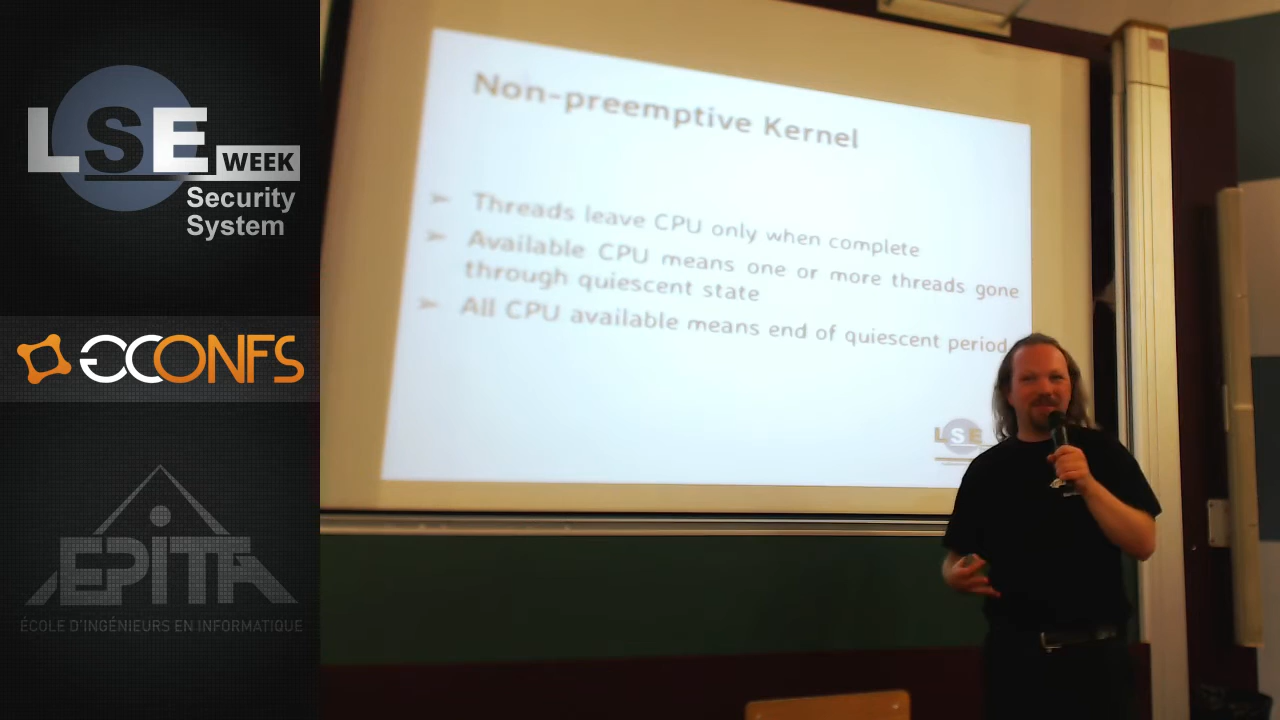 LSE WEEK
Security
System
GCONFS
EPITA
ÉCOLE D'INGÉNIEURS EN INFORMATIQUE
Non-preemptive Kernel
➤ Threads leave CPU only when complete
➤ Available CPU means one or more threads gone
through quiescent state
➤ All CPU available means end of quiescent period
LSE